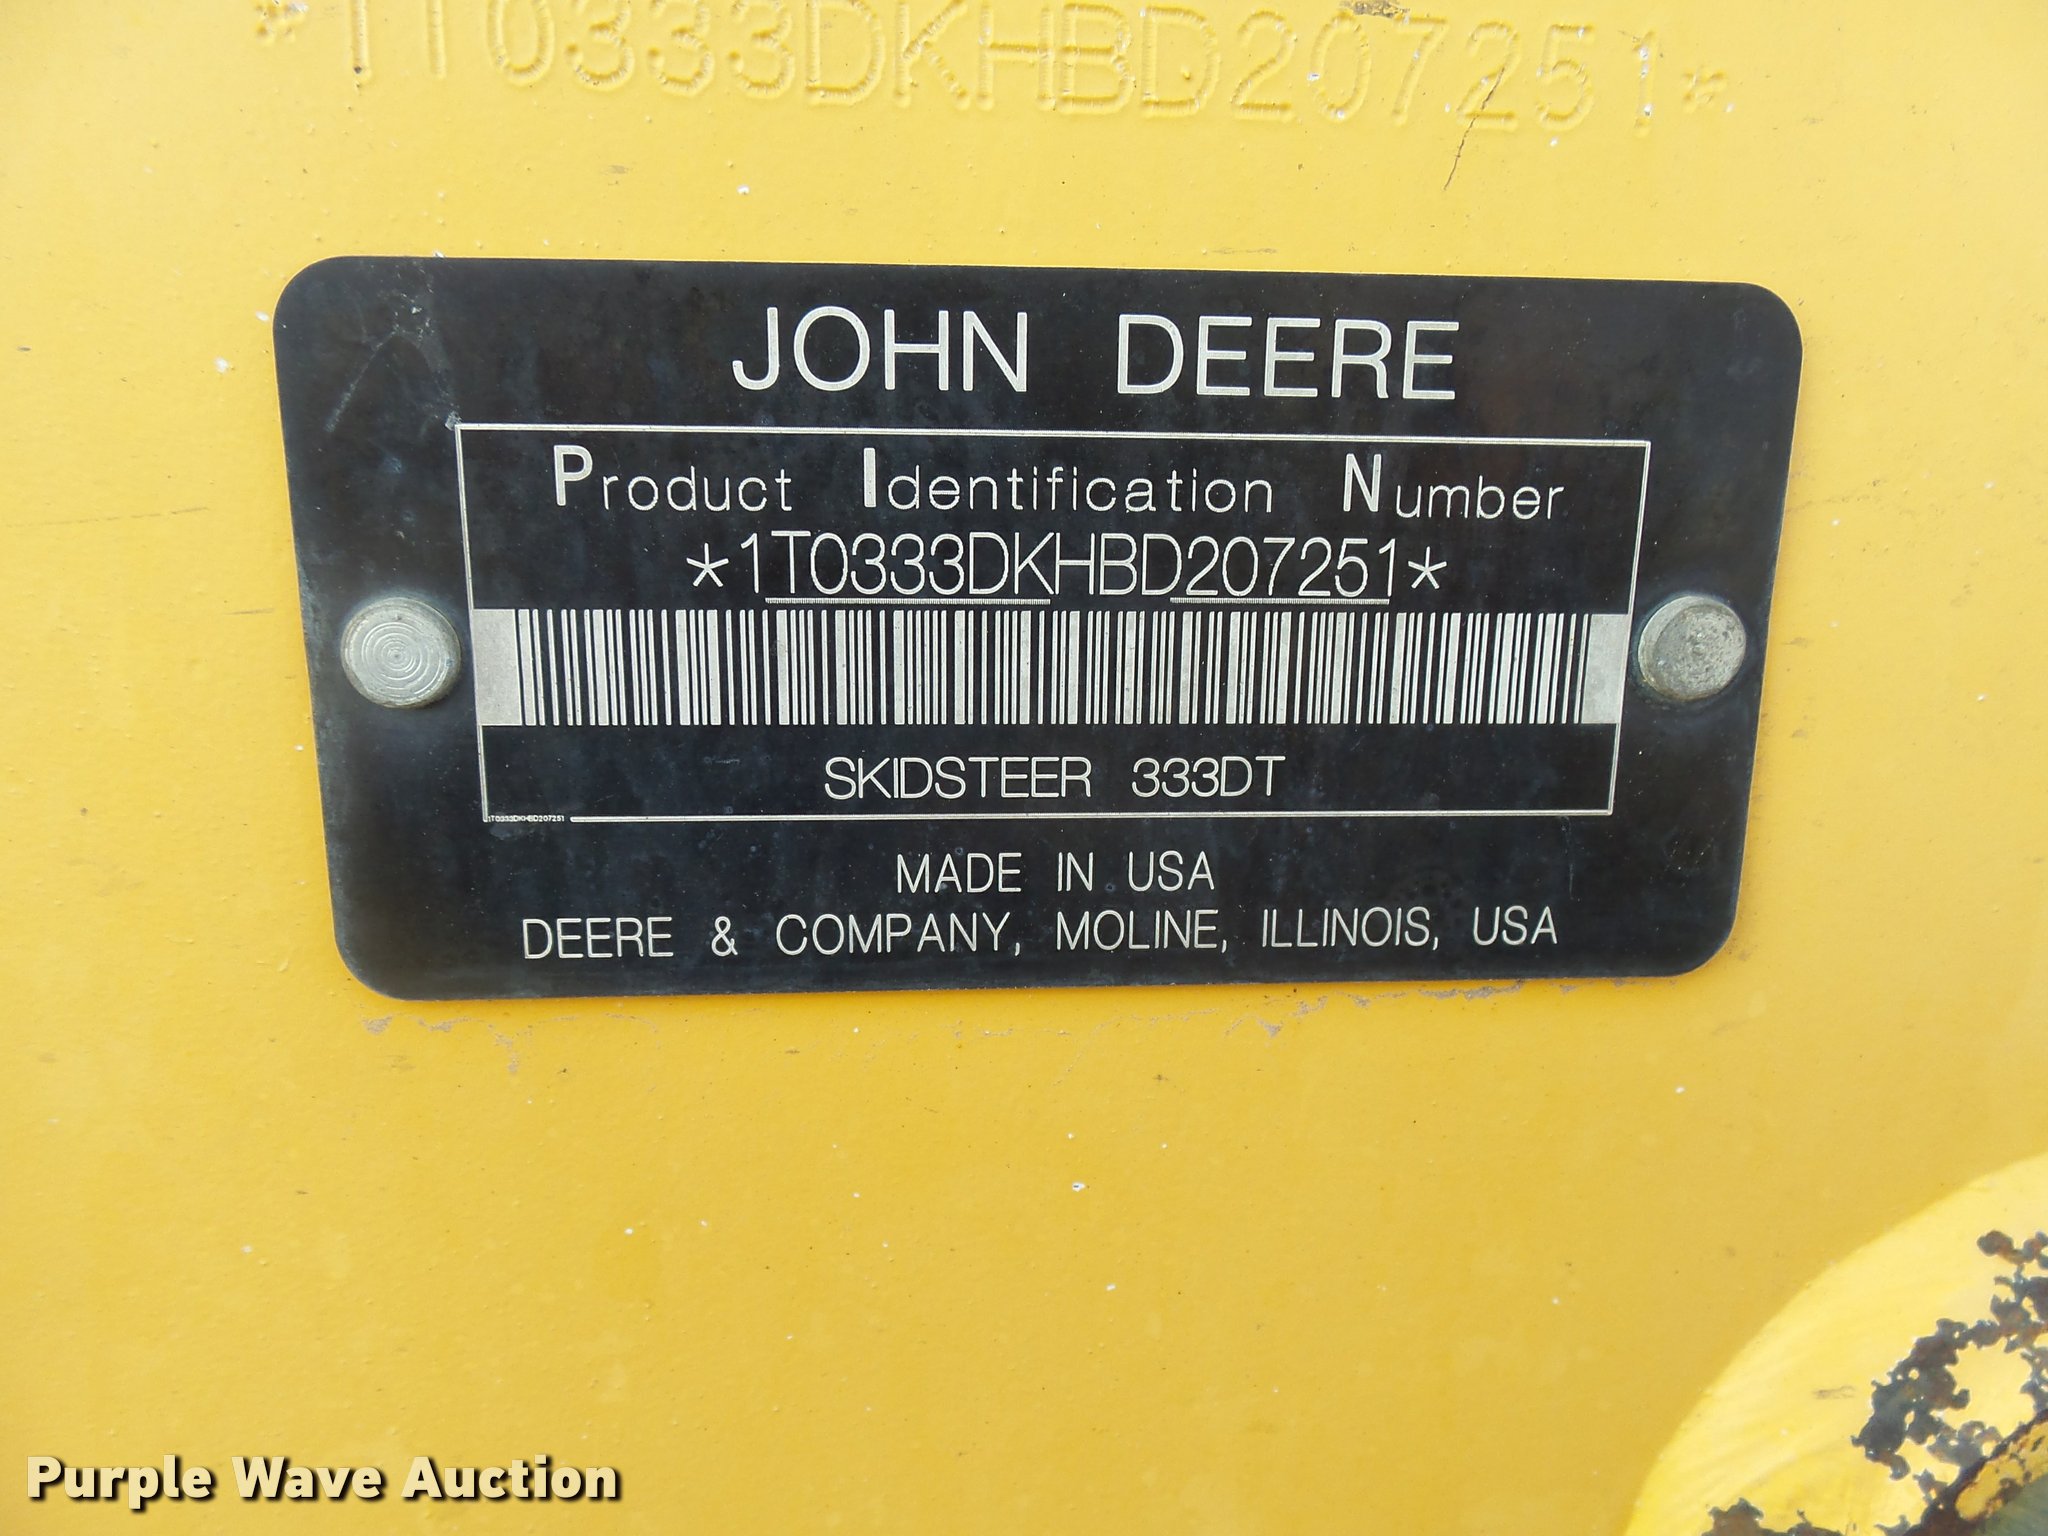 *1T0333DKHBD207251*
JOHN DEERE
Product Identification Number
*1T0333DKHBD207251*
SKIDSTEER 333DT
1T0333DKHBD207251
MADE IN USA
DEERE & COMPANY, MOLINE, ILLINOIS, USA
Purple Wave Auction